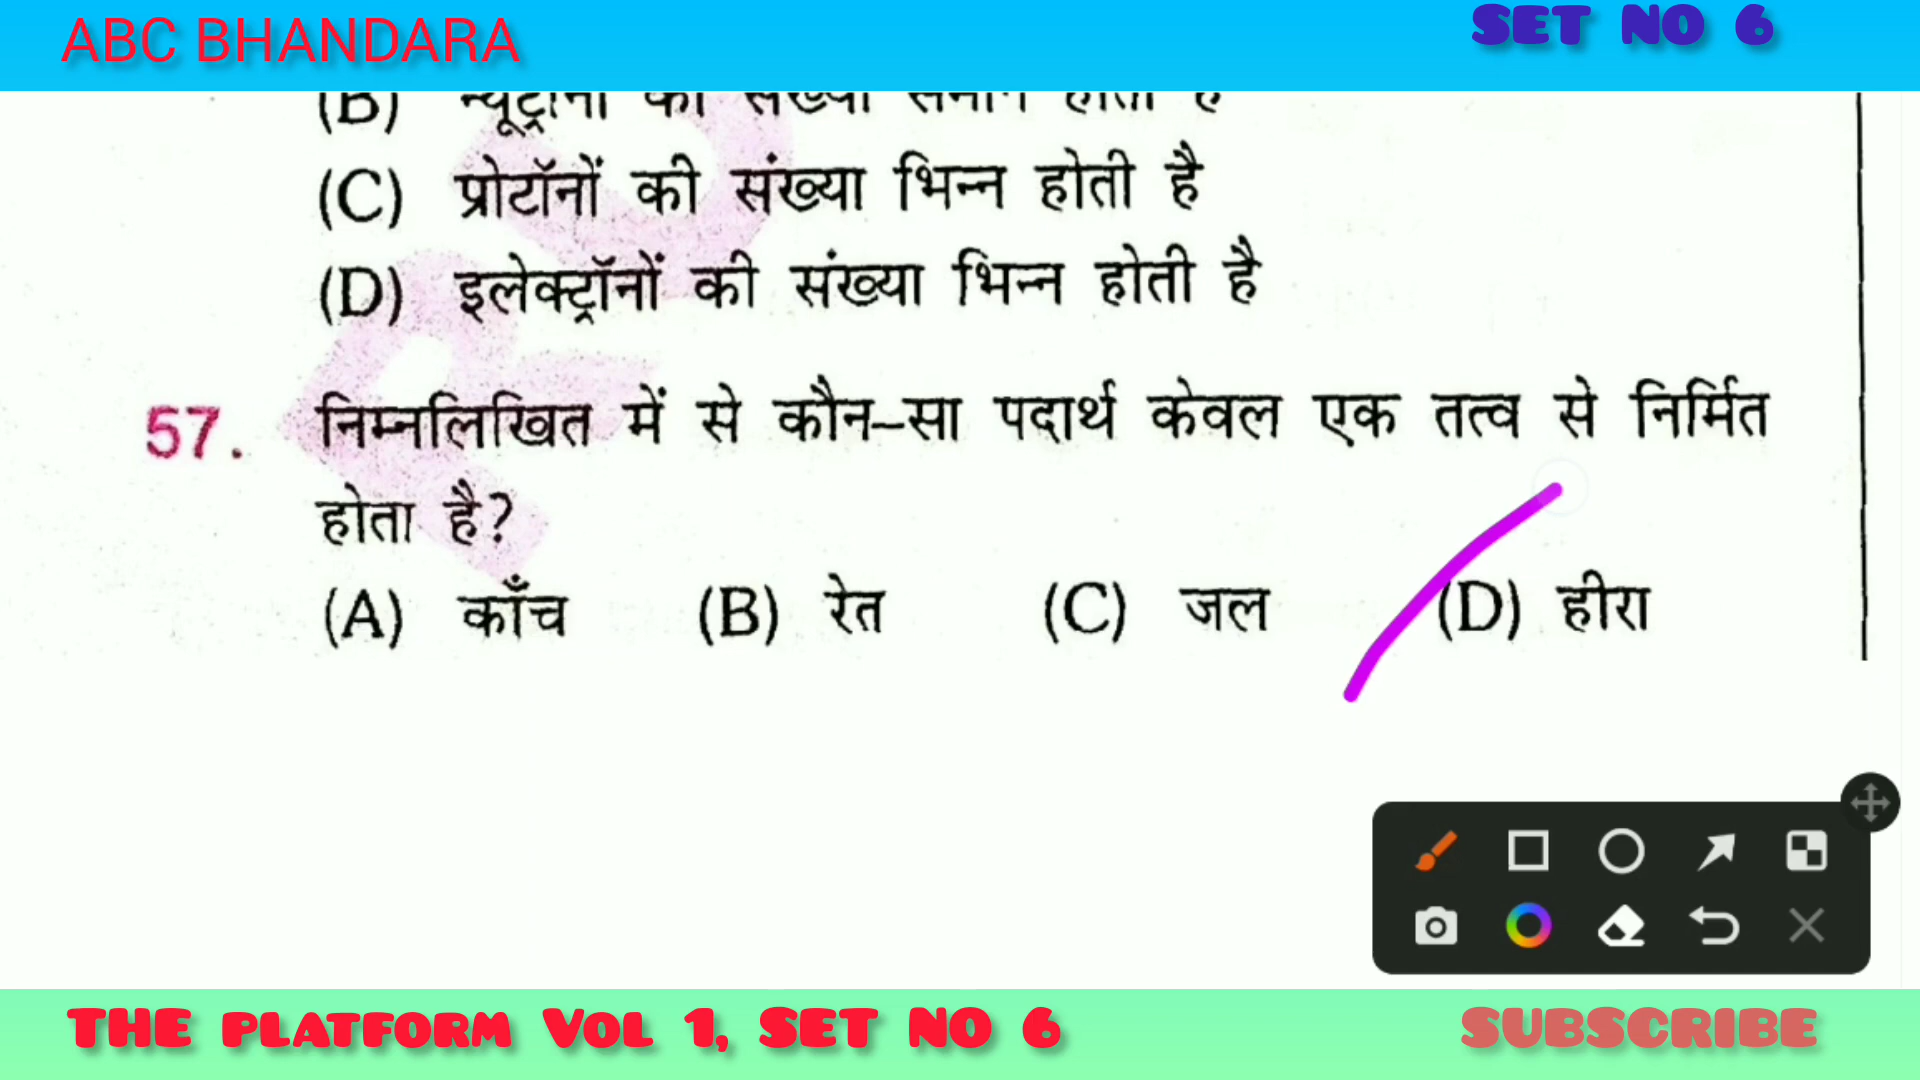 ABC BHANDARA
SET NO 6
(B) न्यूट्रॉनों की संख्या समान होती है
(C) प्रोटॉनों की संख्या भिन्न होती है
(D) इलेक्ट्रॉनों की संख्या भिन्न होती है
57. निम्नलिखित में से कौन–सा पदार्थ केवल एक तत्व से निर्मित
होता है?
(A) काँच (B) रेत (C) जल (D) हीरा
THE PLATFORM VOL 1, SET NO 6
SUBSCRIBE